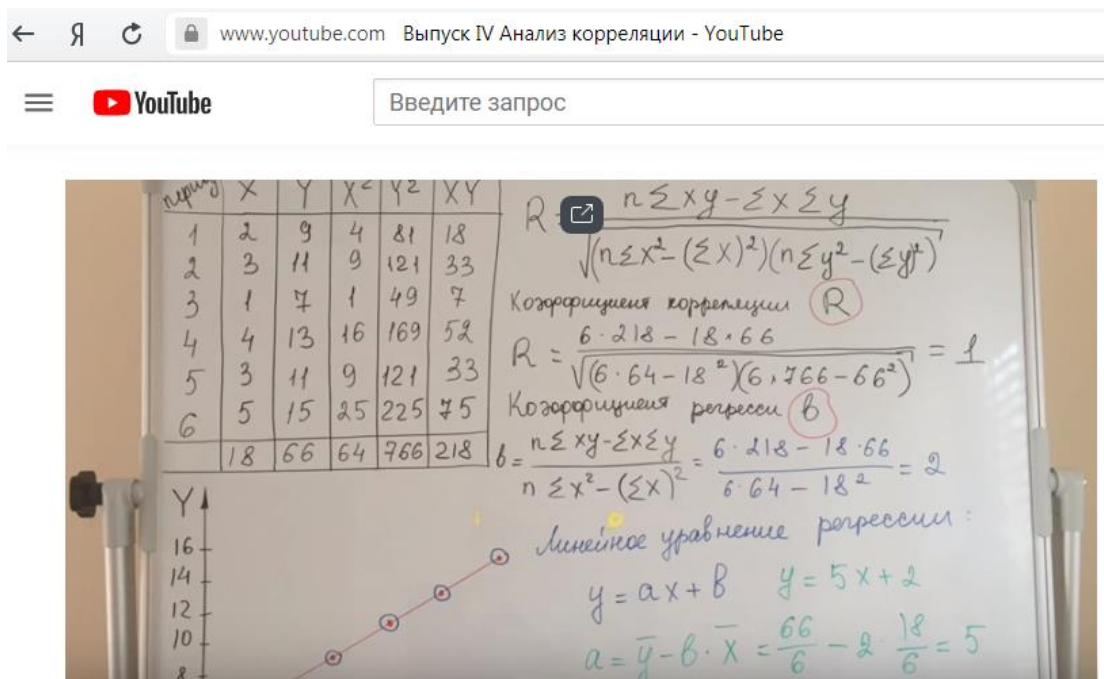 www.youtube.com Выпуск IV Анализ корреляции - YouTube
YouTube
Введите запрос
период X Y X² Y² XY
1 2 9 4 81 18
2 3 11 9 121 33
3 1 7 1 49 7
4 4 13 16 169 52
5 3 11 9 121 33
6 5 15 25 225 75
18 66 64 766 218
R = n Σ xy - Σ x Σ y / √(n Σ x² - (Σ x)²)(n Σ y² - (Σ y)²)
Коэффициент корреляции R
R = 6 · 218 - 18 · 66 / √(6 · 64 - 18²)(6 · 766 - 66²) = 1
Коэффициент регресси в
в = n Σ xy - Σ x Σ y / n Σ x² - (Σ x)² = 6 · 218 - 18 · 66 / 6 · 64 - 18² = 2
Линейное уравнение регрессии :
y = ax + в y = 5x + 2
a = y̅ - в · x̅ = 66/6 - 2 · 18/6 = 5
Y
16
14
12
10
8